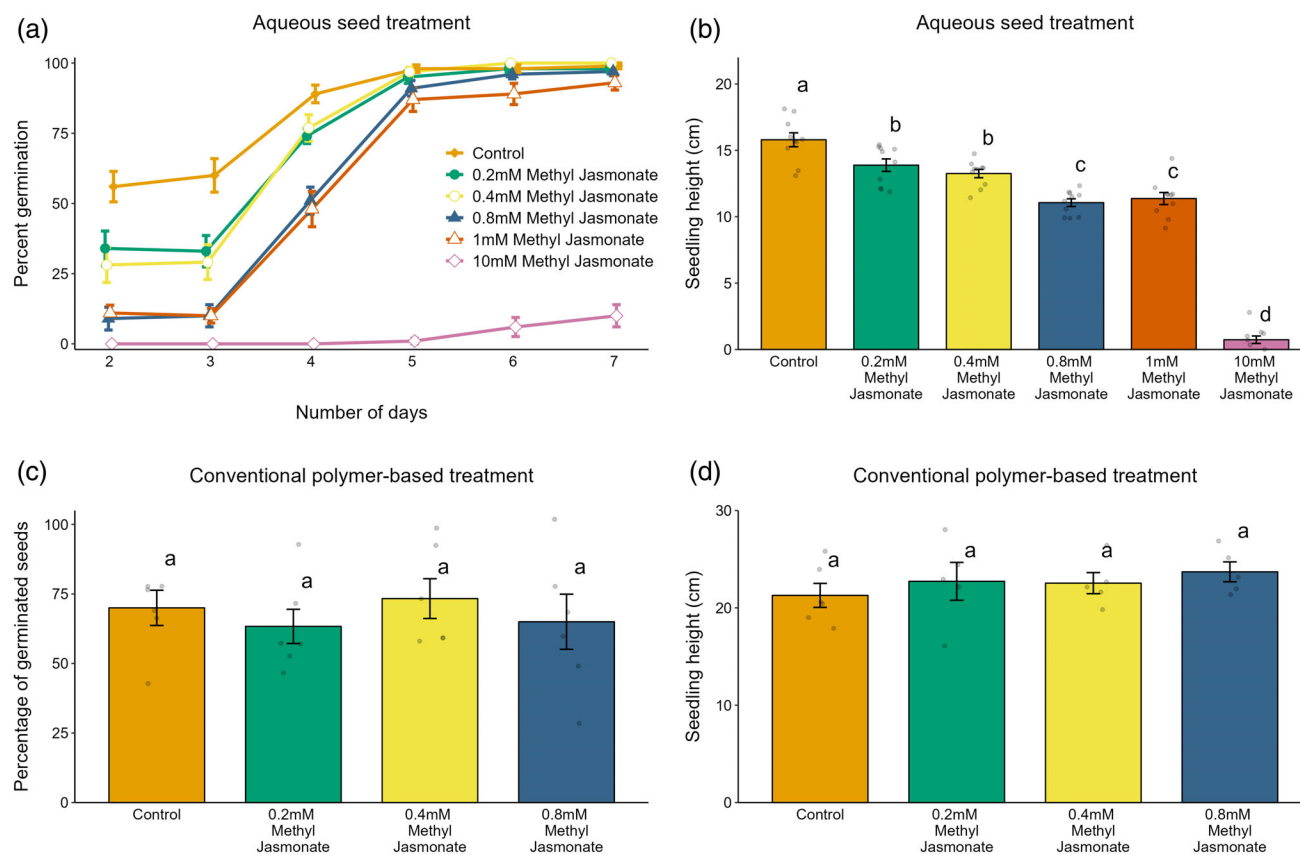 (a)
Aqueous seed treatment
Percent germination
100
75
50
25
0
2
3
4
5
6
7
Number of days
Control
0.2mM Methyl Jasmonate
0.4mM Methyl Jasmonate
0.8mM Methyl Jasmonate
1mM Methyl Jasmonate
10mM Methyl Jasmonate
(b)
Aqueous seed treatment
Seedling height (cm)
20
15
10
5
0
a
b
b
c
c
d
Control
0.2mM
Methyl
Jasmonate
0.4mM
Methyl
Jasmonate
0.8mM
Methyl
Jasmonate
1mM
Methyl
Jasmonate
10mM
Methyl
Jasmonate
(c)
Conventional polymer-based treatment
Percentage of germinated seeds
100
75
50
25
0
a
a
a
a
Control
0.2mM
Methyl
Jasmonate
0.4mM
Methyl
Jasmonate
0.8mM
Methyl
Jasmonate
(d)
Conventional polymer-based treatment
Seedling height (cm)
30
20
10
0
a
a
a
a
Control
0.2mM
Methyl
Jasmonate
0.4mM
Methyl
Jasmonate
0.8mM
Methyl
Jasmonate